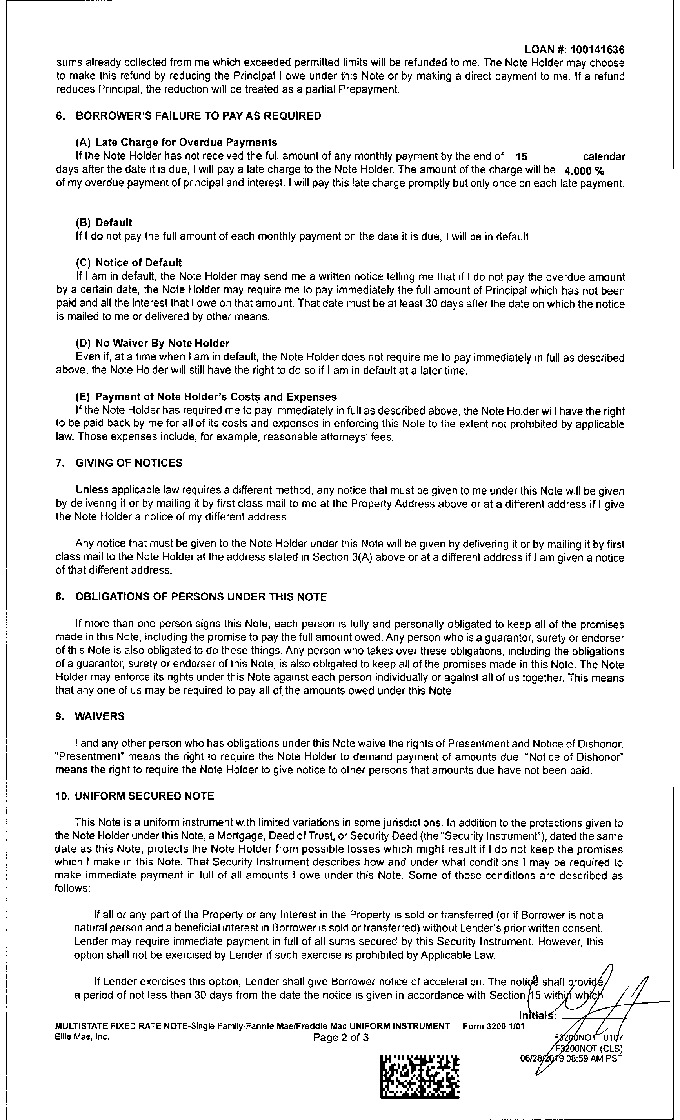 LOAN #: 100141636
sums already collected from me which exceeded permitted limits will be refunded to me. The Note Holder may choose
to make this refund by reducing the Principal I owe under this Note or by making a direct payment to me. If a refund
reduces Principal, the reduction will be treated as a partial Prepayment.
6. BORROWER'S FAILURE TO PAY AS REQUIRED
(A) Late Charge for Overdue Payments
If the Note Holder has not received the full amount of any monthly payment by the end of 15 calendar
days after the date it is due, I will pay a late charge to the Note Holder. The amount of the charge will be 4.000 %
of my overdue payment of principal and interest. I will pay this late charge promptly but only once on each late payment.
(B) Default
If I do not pay the full amount of each monthly payment on the date it is due, I will be in default
(C) Notice of Default
If I am in default, the Note Holder may send me a written notice telling me that if I do not pay the overdue amount
by a certain date, the Note Holder may require me to pay immediately the full amount of Principal which has not been
paid and all the interest that I owe on that amount. That date must be at least 30 days after the date on which the notice
is mailed to me or delivered by other means.
(D) No Waiver By Note Holder
Even if, at a time when I am in default, the Note Holder does not require me to pay immediately in full as described
above, the Note Holder will still have the right to do so if I am in default at a later time.
(E) Payment of Note Holder's Costs and Expenses
If the Note Holder has required me to pay immediately in full as described above, the Note Holder will have the right
to be paid back by me for all of its costs and expenses in enforcing this Note to the extent not prohibited by applicable
law. Those expenses include, for example, reasonable attorneys' fees.
7. GIVING OF NOTICES
Unless applicable law requires a different method, any notice that must be given to me under this Note will be given
by delivering it or by mailing it by first class mail to me at the Property Address above or at a different address if I give
the Note Holder a notice of my different address
Any notice that must be given to the Note Holder under this Note will be given by delivering it or by mailing it by first
class mail to the Note Holder at the address stated in Section 3(A) above or at a different address if I am given a notice
of that different address.
8. OBLIGATIONS OF PERSONS UNDER THIS NOTE
If more than one person signs this Note, each person is fully and personally obligated to keep all of the promises
made in this Note, including the promise to pay the full amount owed. Any person who is a guarantor, surety or endorser
of this Note is also obligated to do these things. Any person who takes over these obligations, including the obligations
of a guarantor, surety or endorser of this Note, is also obligated to keep all of the promises made in this Note. The Note
Holder may enforce its rights under this Note against each person individually or against all of us together. This means
that any one of us may be required to pay all of the amounts owed under this Note
9. WAIVERS
I and any other person who has obligations under this Note waive the rights of Presentment and Notice of Dishonor.
"Presentment" means the right to require the Note Holder to demand payment of amounts due "Notice of Dishonor"
means the right to require the Note Holder to give notice to other persons that amounts due have not been paid.
10. UNIFORM SECURED NOTE
This Note is a uniform instrument with limited variations in some jurisdictions. In addition to the protections given to
the Note Holder under this Note, a Mortgage, Deed of Trust, or Security Deed (the "Security Instrument"), dated the same
date as this Note, protects the Note Holder from possible losses which might result if I do not keep the promises
which I make in this Note. That Security Instrument describes how and under what conditions I may be required to
make immediate payment in full of all amounts I owe under this Note. Some of those conditions are described as
follows:
If all or any part of the Property or any Interest in the Property is sold or transferred (or if Borrower is not a
natural person and a beneficial interest in Borrower is sold or transferred) without Lender's prior written consent.
Lender may require immediate payment in full of all sums secured by this Security Instrument. However, this
option shall not be exercised by Lender if such exercise is prohibited by Applicable Law.
If Lender exercises this option, Lender shall give Borrower notice of acceleration. The notice shall provide
a period of not less than 30 days from the date the notice is given in accordance with Section 15 within which
Initials:
MULTISTATE FIXED RATE NOTE-Single Family-Fannie Mae/Freddie Mac UNIFORM INSTRUMENT Form 3200 1/01
Ellie Mae, Inc. Page 2 of 3 F3200NOT 0107
F3200NOT (CLS)
06/28/2019 06:59 AM PST